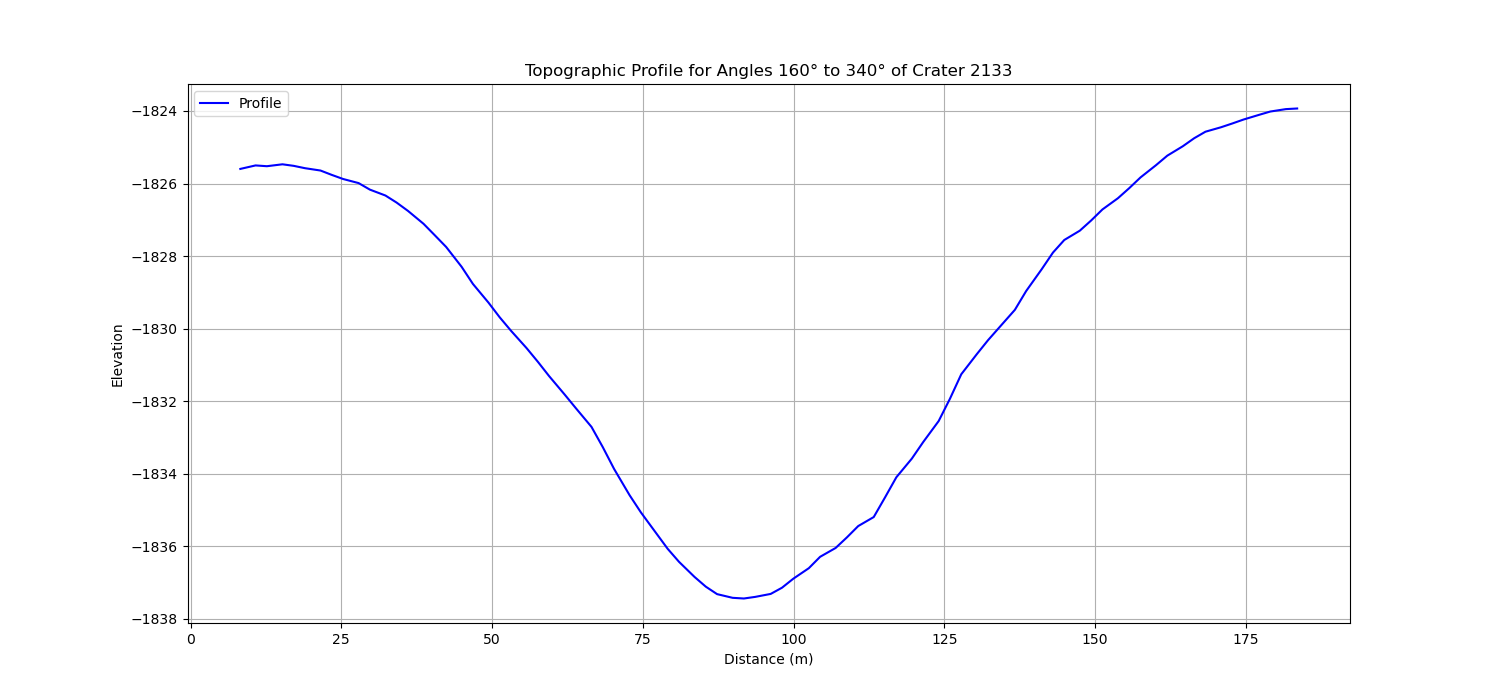 Topographic Profile for Angles 160° to 340° of Crater 2133
Profile
−1824
−1826
−1828
−1830
−1832
−1834
−1836
−1838
Elevation
0 25 50 75 100 125 150 175
Distance (m)